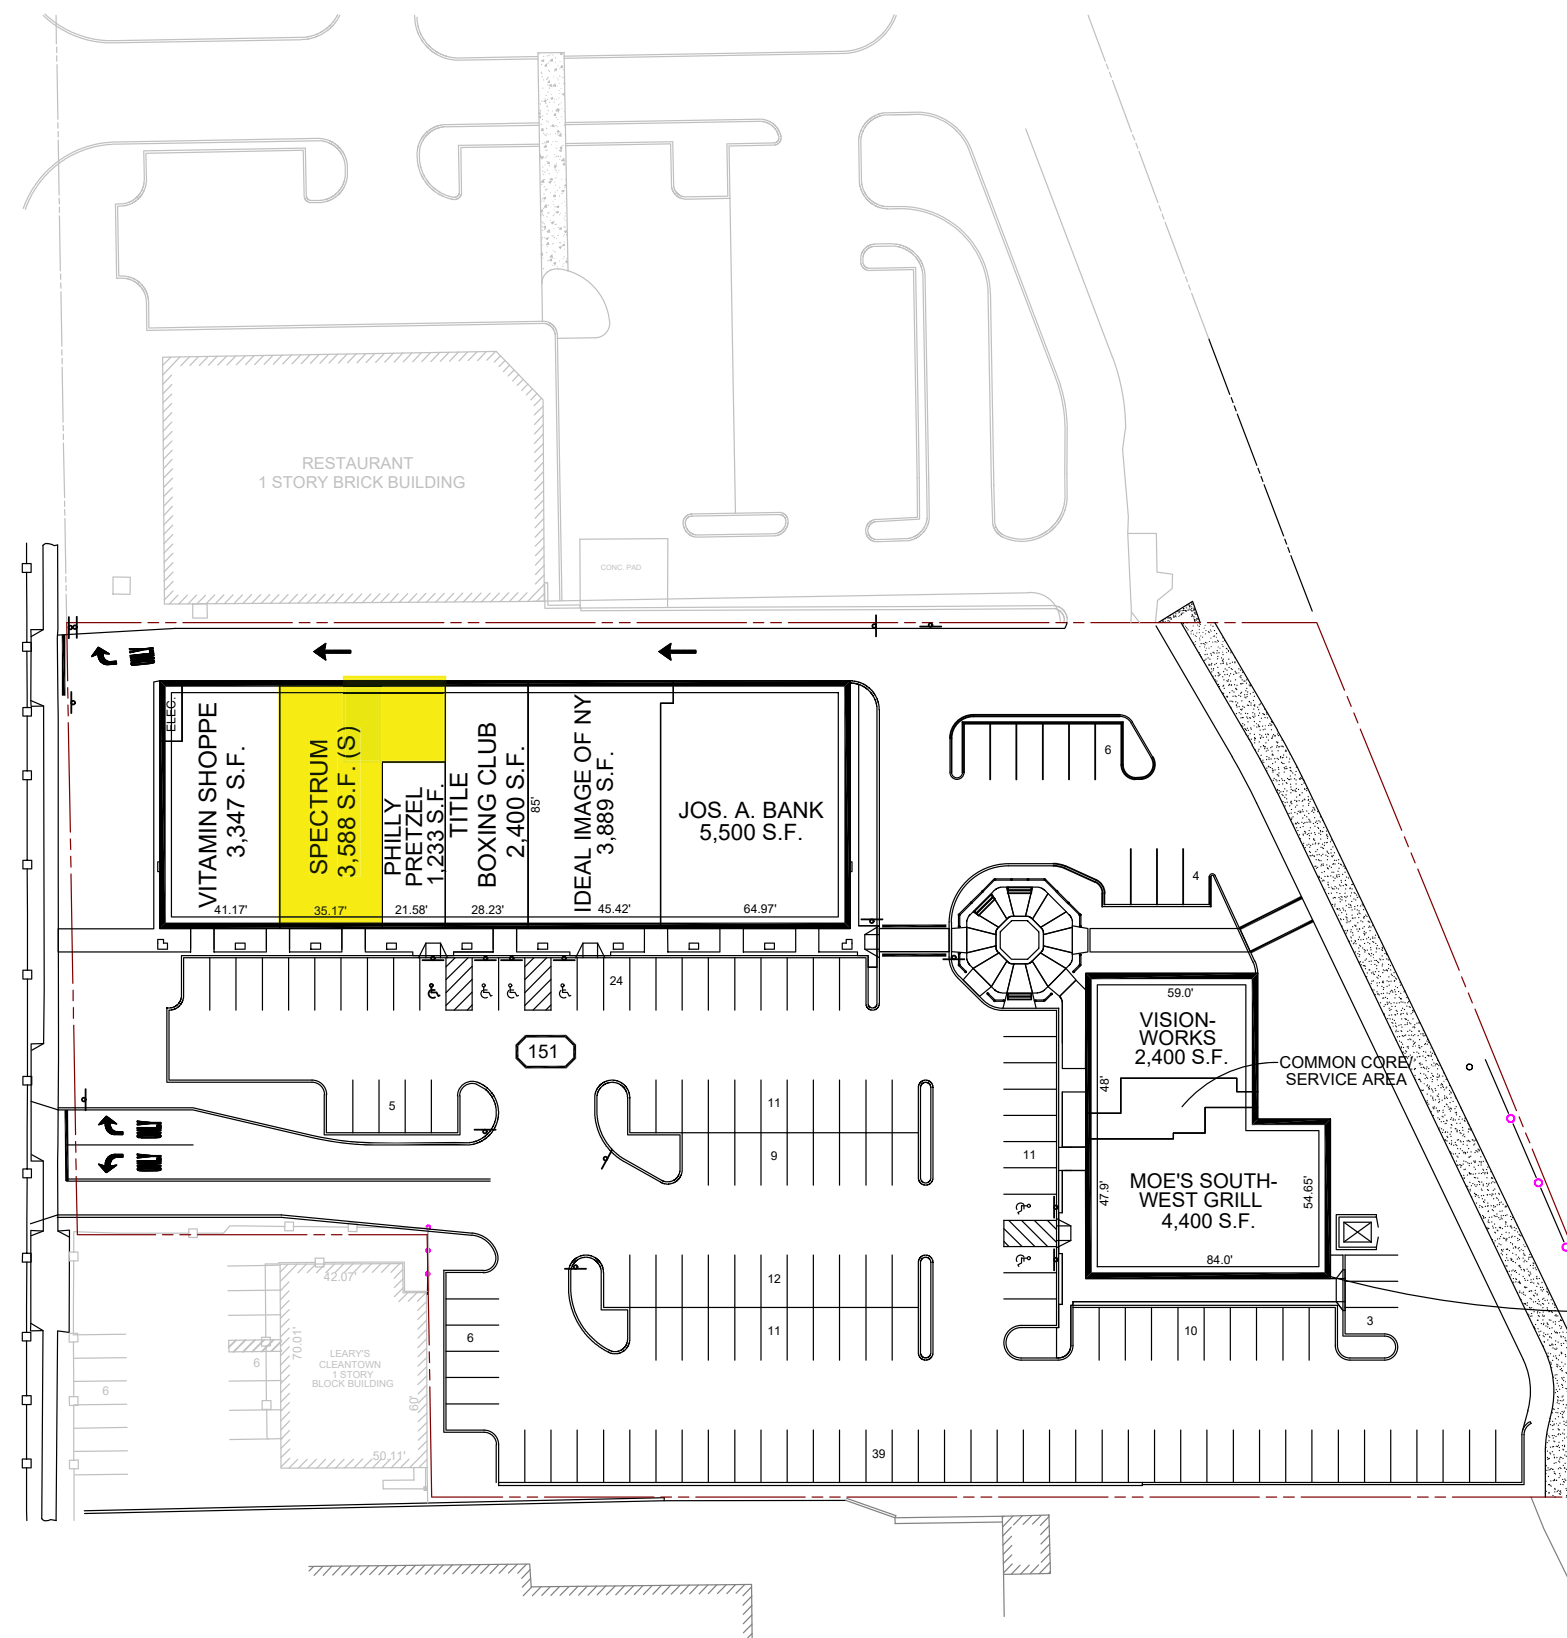 RESTAURANT
1 STORY BRICK BUILDING
CONC. PAD
ELEC.
VITAMIN SHOPPE
3,347 S.F.
41.17'
SPECTRUM
3,588 S.F. (S)
35.17'
PHILLY
PRETZEL
1,233 S.F.
21.58'
TITLE
BOXING CLUB
2,400 S.F.
28.23'
85'
IDEAL IMAGE OF NY
3,889 S.F.
45.42'
JOS. A. BANK
5,500 S.F.
64.97'
6
4
24
151
59.0'
VISION-
WORKS
2,400 S.F.
48'
COMMON CORE/
SERVICE AREA
5
11
9
11
MOE'S SOUTH-
WEST GRILL
4,400 S.F.
47.9'
54.65'
84.0'
12
11
10
3
6
39
42.07'
70.01'
LEARY'S
CLEANTOWN
1 STORY
BLOCK BUILDING
60'
50.11'
6
6